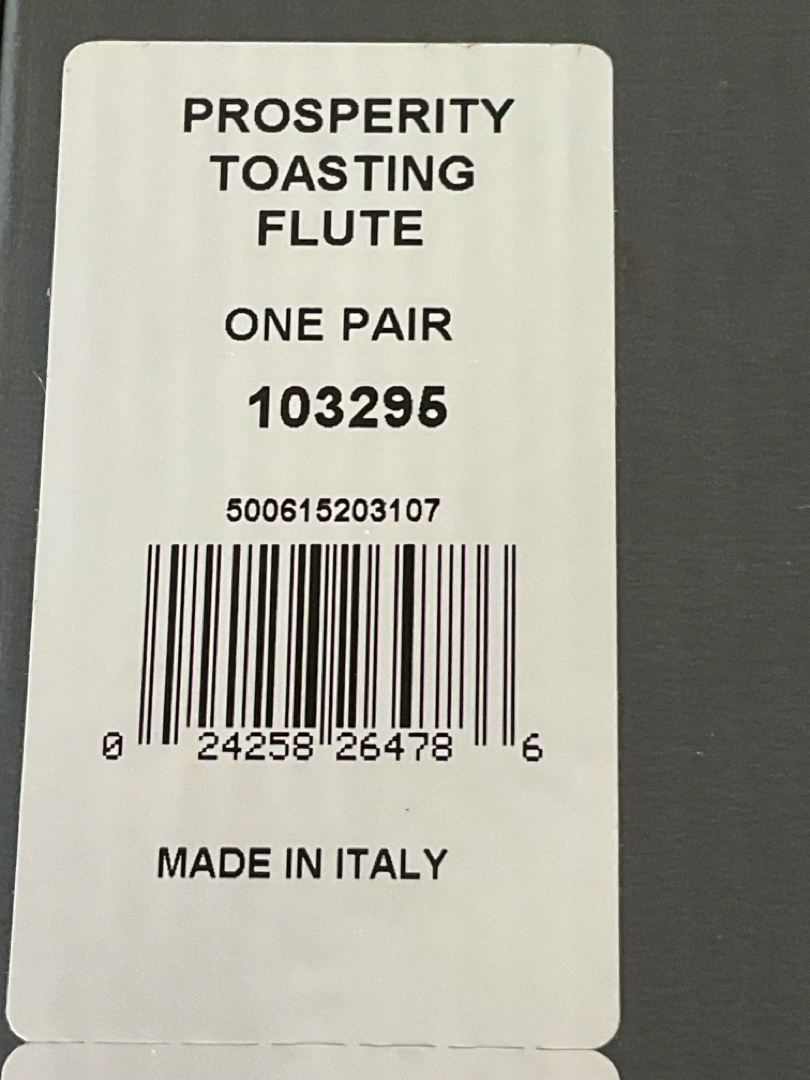 PROSPERITY
TOASTING
FLUTE
ONE PAIR
103295
500615203107
0 24258 26478 6
MADE IN ITALY